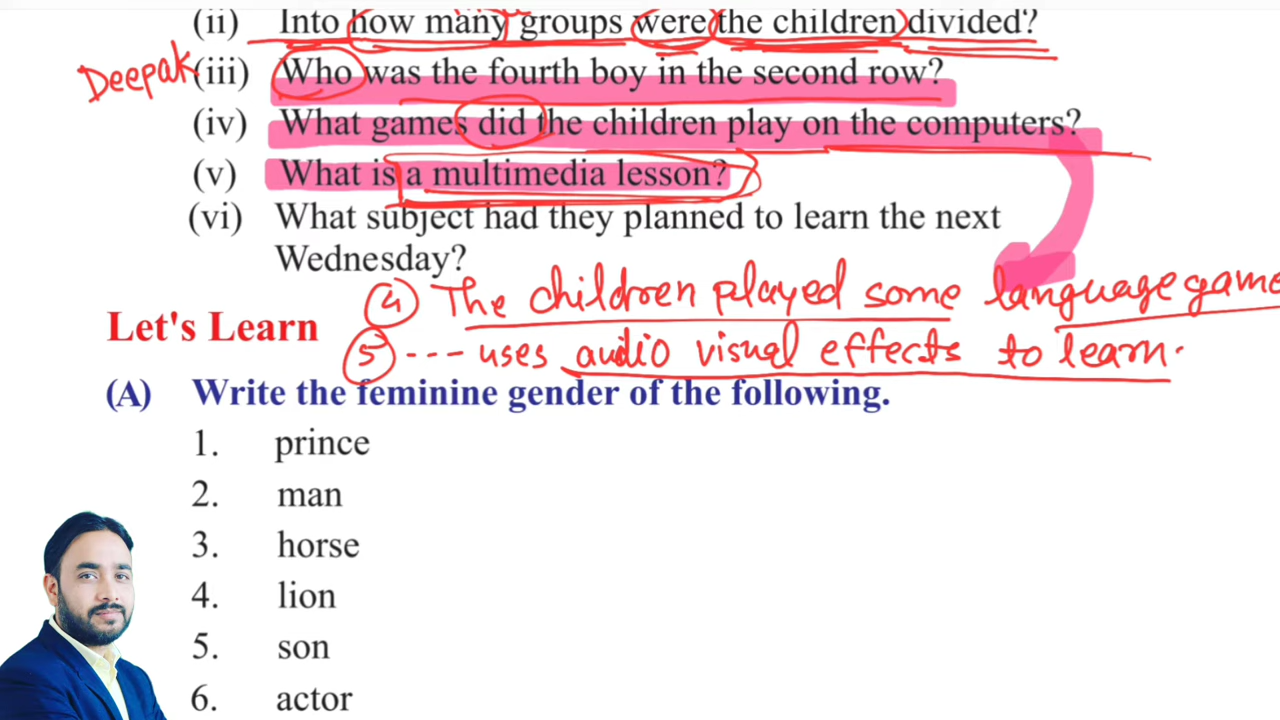 (ii) Into how many groups were the children divided?
Deepak (iii) Who was the fourth boy in the second row?
(iv) What games did the children play on the computers?
(v) What is a multimedia lesson?
(vi) What subject had they planned to learn the next
Wednesday?
4) The children played some language game
Let's Learn
5) --- uses audio visual effects to learn.
(A) Write the feminine gender of the following.
1. prince
2. man
3. horse
4. lion
5. son
6. actor